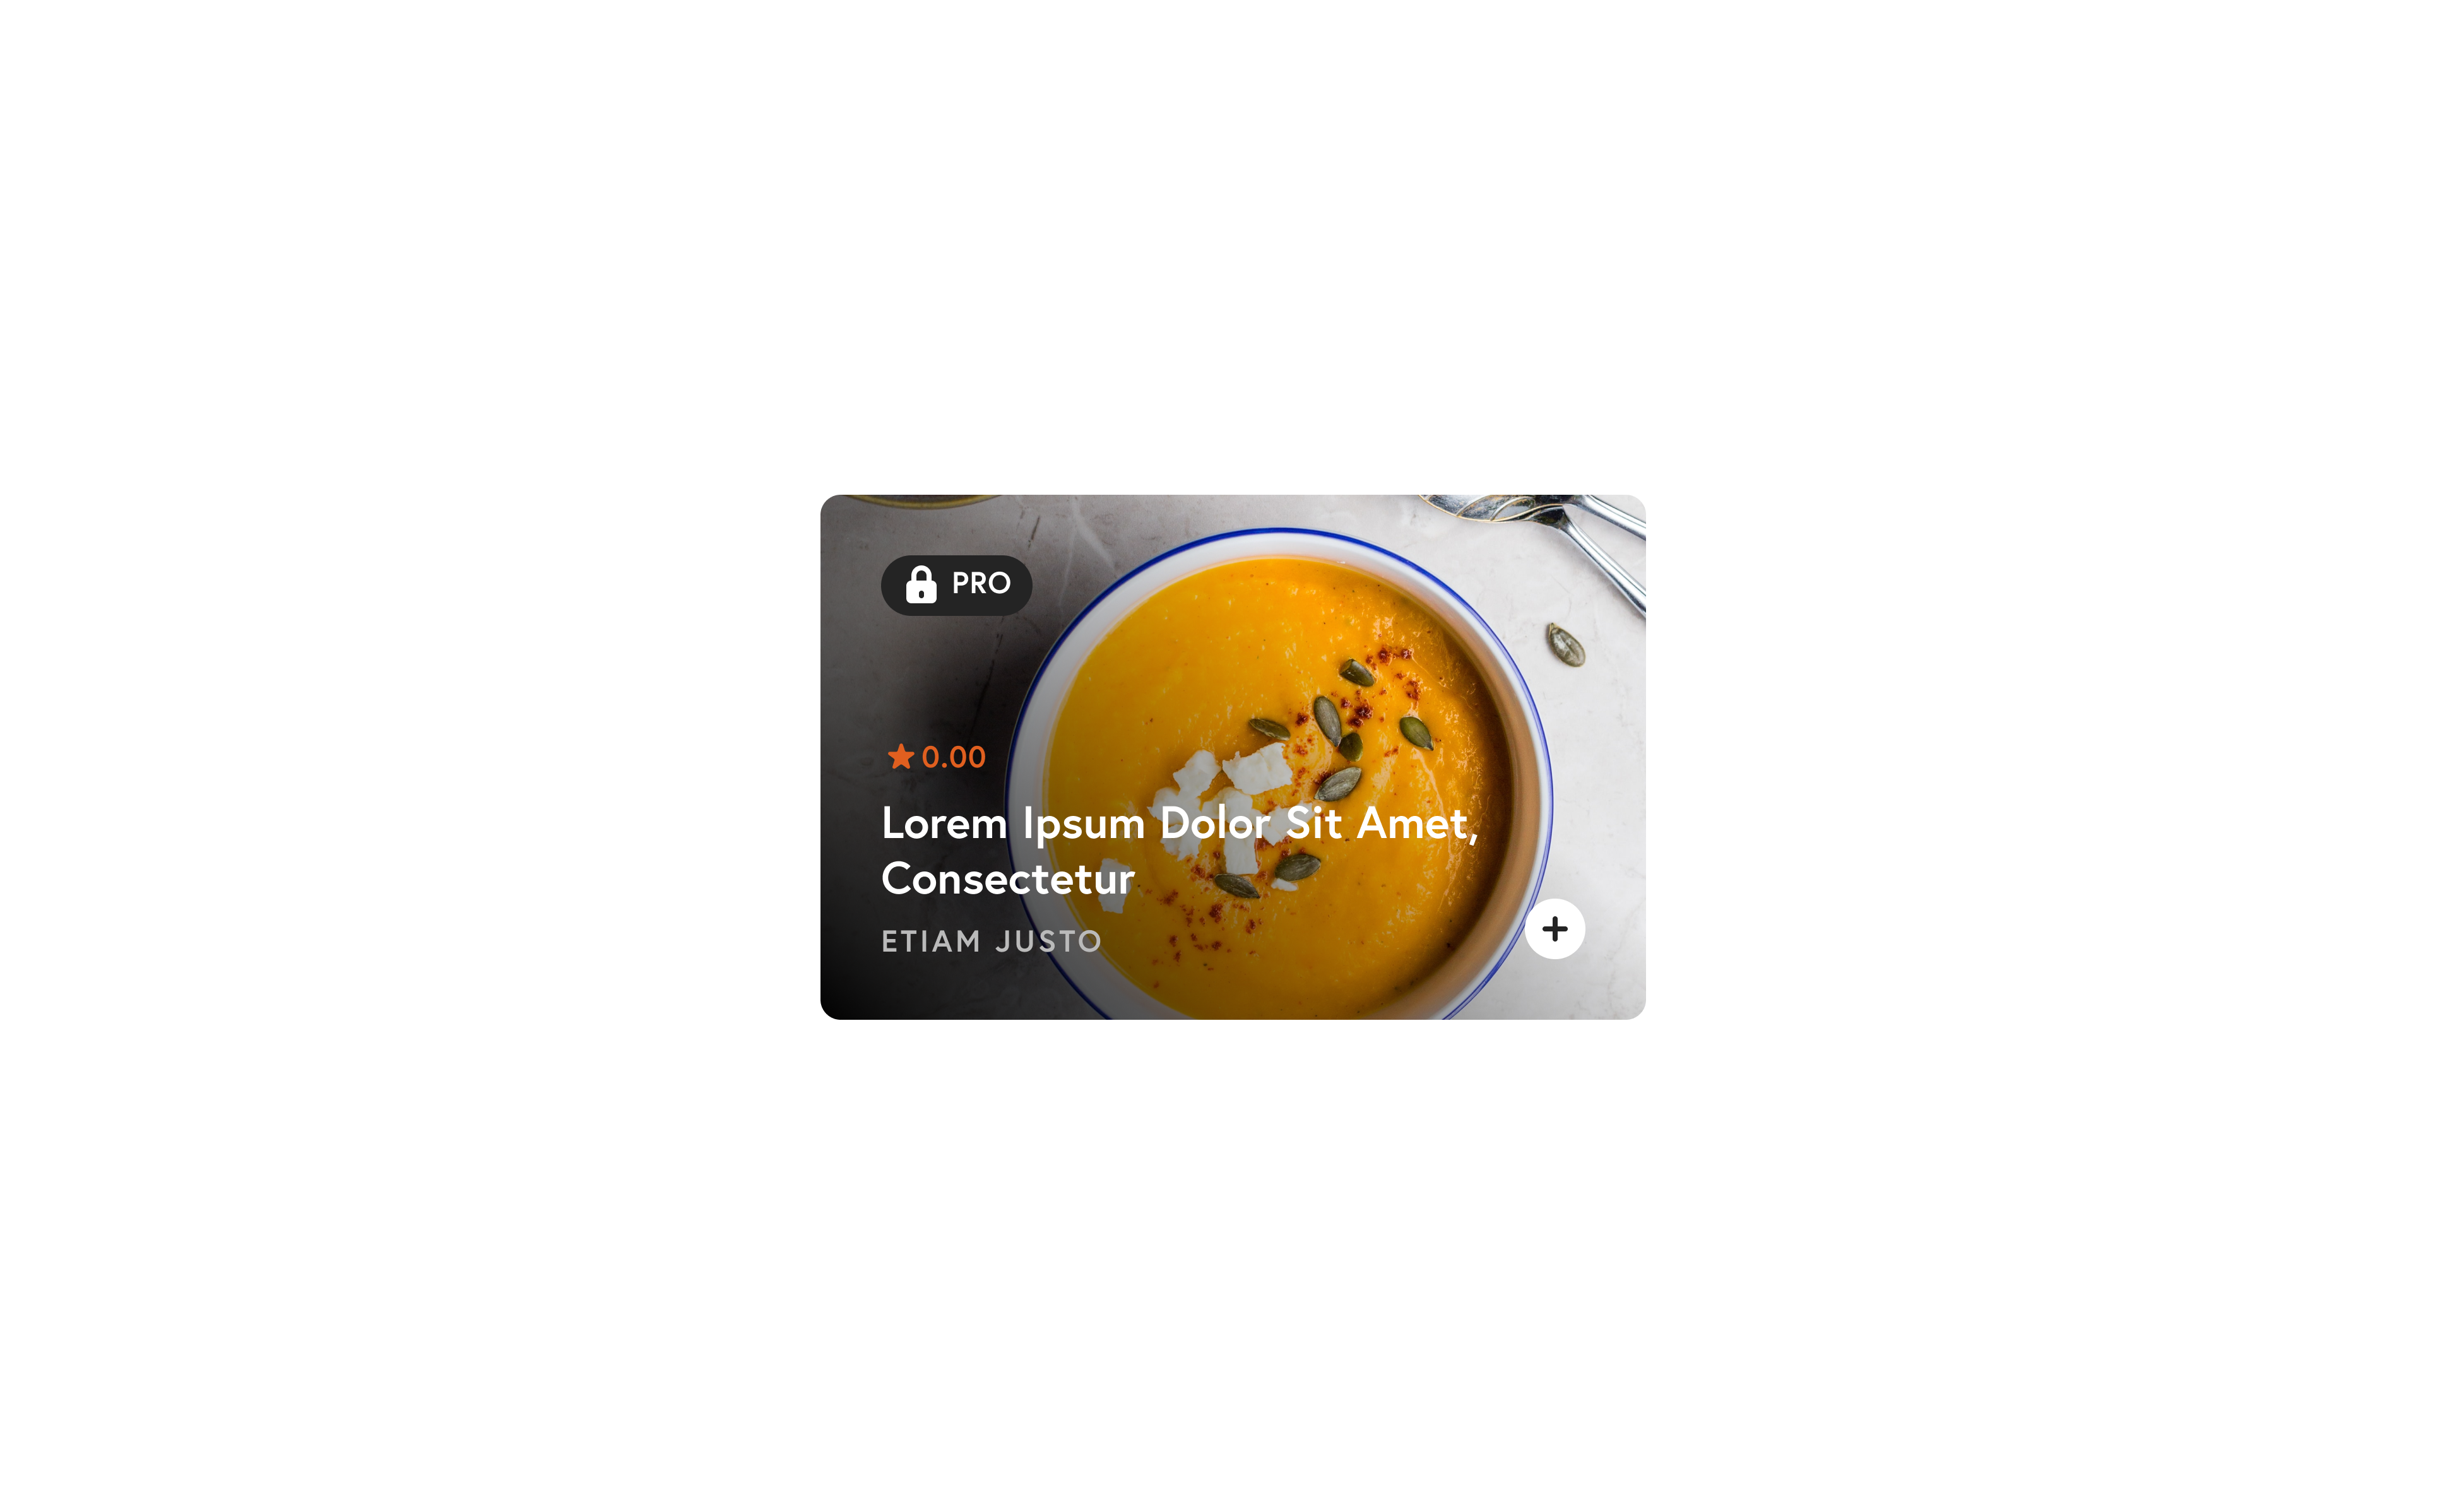 PRO
0.00
Lorem Ipsum Dolor Sit Amet,
Consectetur
ETIAM JUSTO